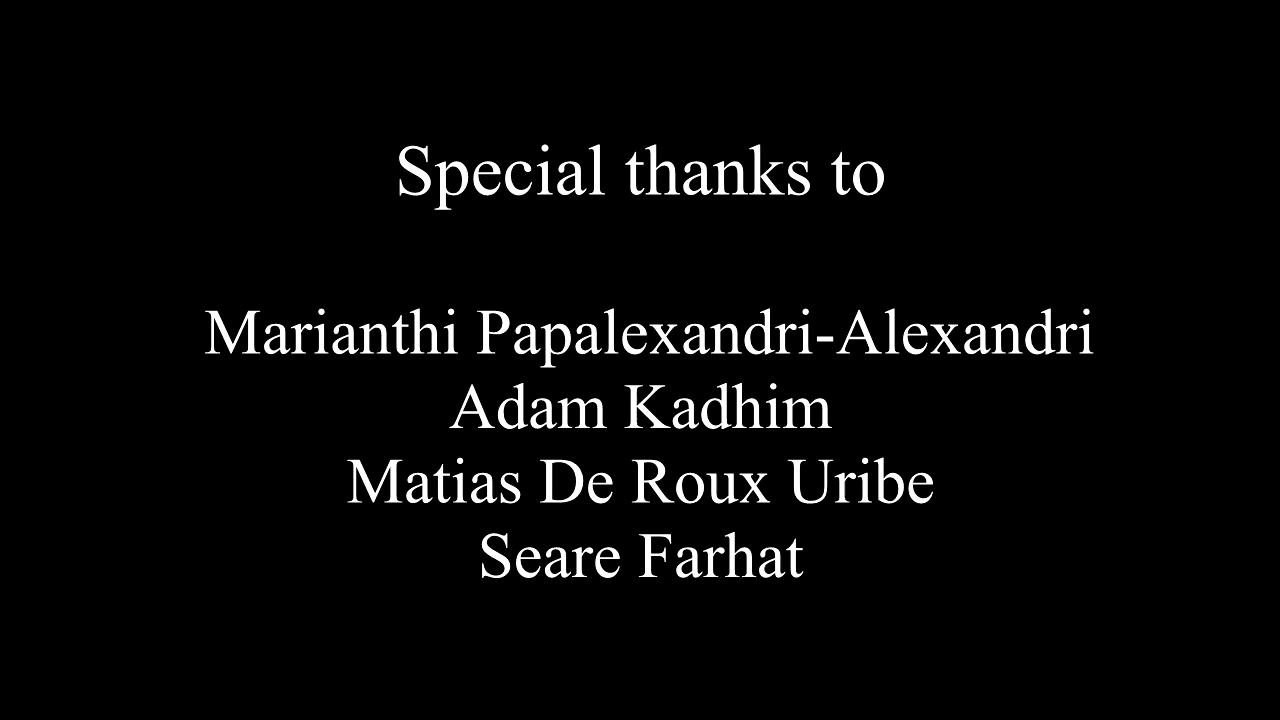 Special thanks to
Marianthi Papalexandri-Alexandri
Adam Kadhim
Matias De Roux Uribe
Seare Farhat